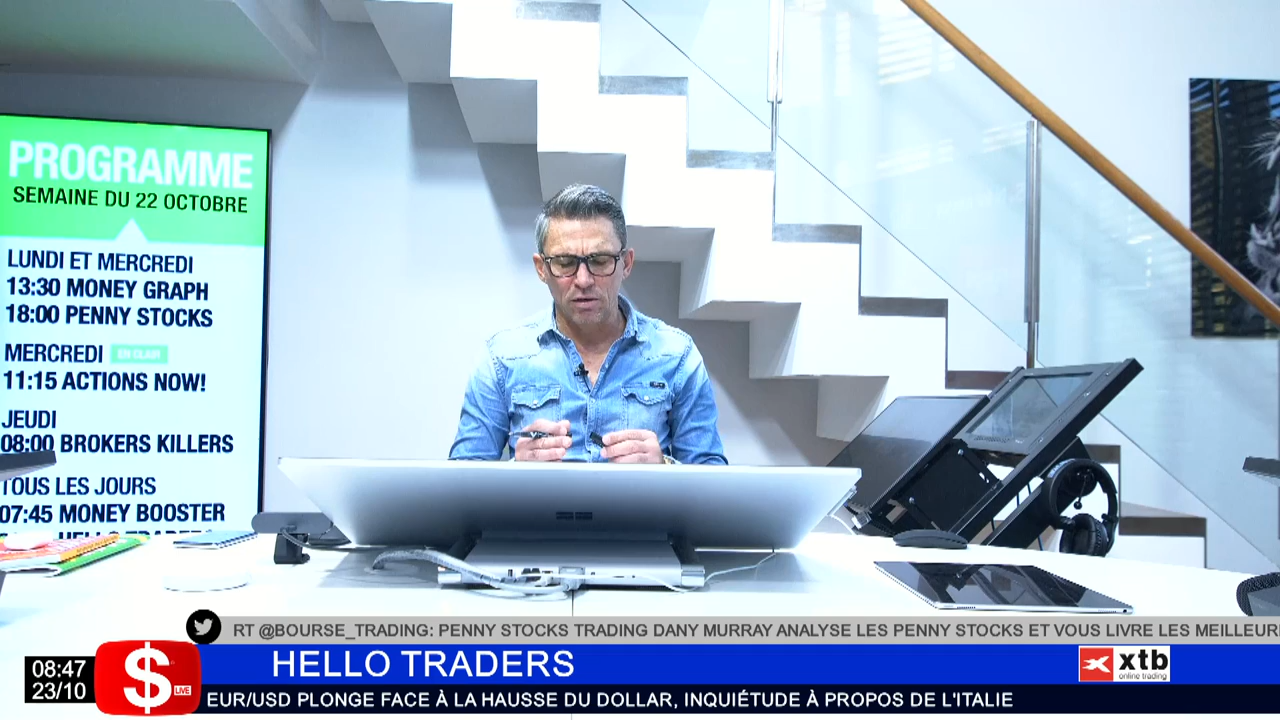 PROGRAMME
SEMAINE DU 22 OCTOBRE
LUNDI ET MERCREDI
13:30 MONEY GRAPH
18:00 PENNY STOCKS
MERCREDI EN CLAIR
11:15 ACTIONS NOW!
JEUDI
08:00 BROKERS KILLERS
TOUS LES JOURS
07:45 MONEY BOOSTER
RT @BOURSE_TRADING: PENNY STOCKS TRADING DANY MURRAY ANALYSE LES PENNY STOCKS ET VOUS LIVRE LES MEILLEUR
HELLO TRADERS
xtb
online trading
08:47
23/10
$
LIVE
EUR/USD PLONGE FACE À LA HAUSSE DU DOLLAR, INQUIÉTUDE À PROPOS DE L'ITALIE